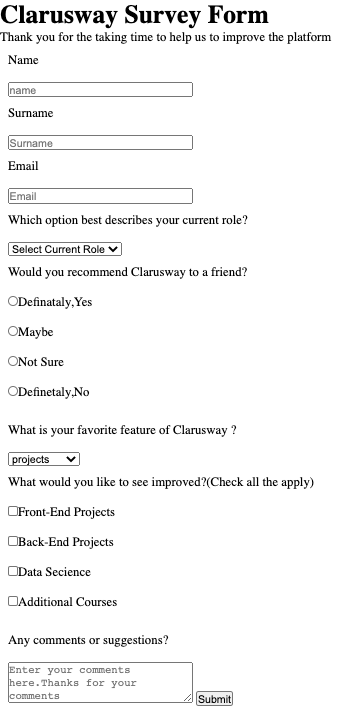 Clarusway Survey Form
Thank you for the taking time to help us to improve the platform
Name
name
Surname
Surname
Email
Email
Which option best describes your current role?
Select Current Role
Would you recommend Clarusway to a friend?
Definataly,Yes
Maybe
Not Sure
Definetaly,No
What is your favorite feature of Clarusway ?
projects
What would you like to see improved?(Check all the apply)
Front-End Projects
Back-End Projects
Data Secience
Additional Courses
Any comments or suggestions?
Enter your comments
here.Thanks for your
comments
Submit